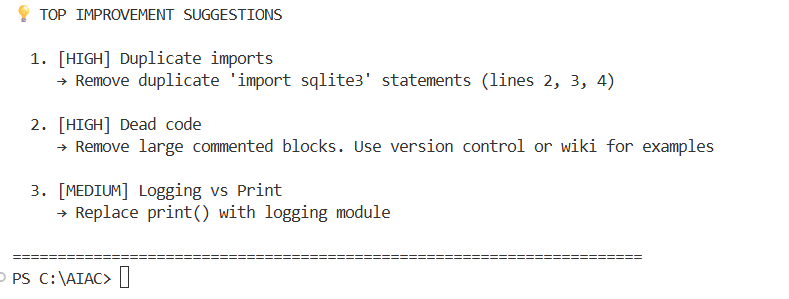 💡 TOP IMPROVEMENT SUGGESTIONS
1. [HIGH] Duplicate imports
→ Remove duplicate 'import sqlite3' statements (lines 2, 3, 4)
2. [HIGH] Dead code
→ Remove large commented blocks. Use version control or wiki for examples
3. [MEDIUM] Logging vs Print
→ Replace print() with logging module
======================================================================
PS C:\AIAC>